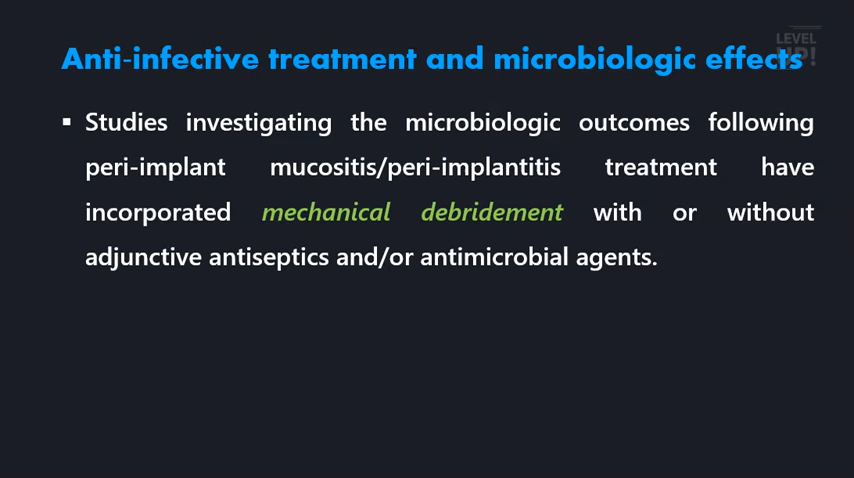 LEVEL
UP!
Anti-infective treatment and microbiologic effects
▪ Studies investigating the microbiologic outcomes following
peri-implant mucositis/peri-implantitis treatment have
incorporated mechanical debridement with or without
adjunctive antiseptics and/or antimicrobial agents.